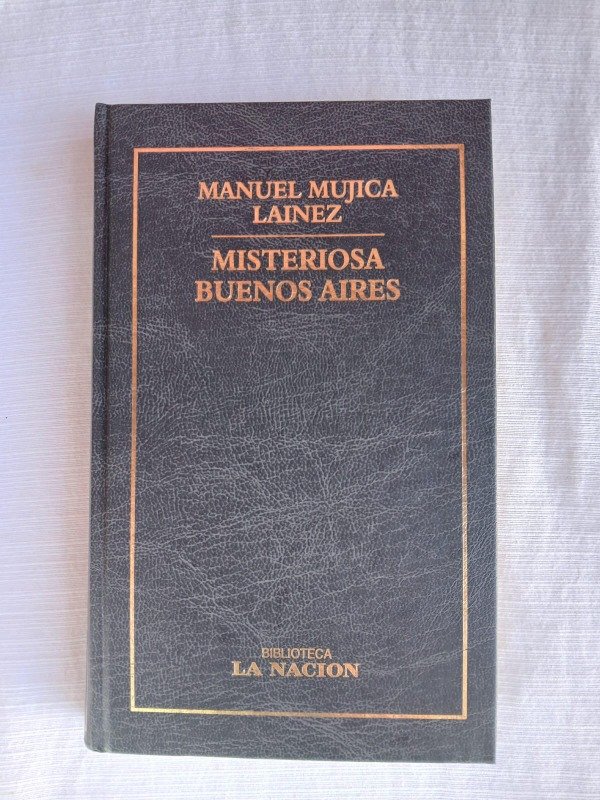 MANUEL MUJICA
LAINEZ
MISTERIOSA
BUENOS AIRES
BIBLIOTECA
LA NACION